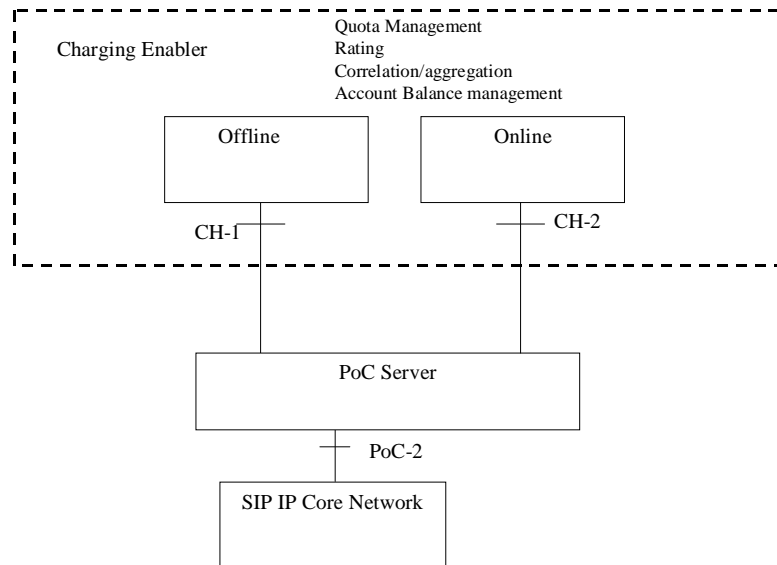 Quota Management
Charging Enabler
Rating
Correlation/aggregation
Account Balance management
Offline
Online
CH-1
CH-2
PoC Server
PoC-2
SIP IP Core Network